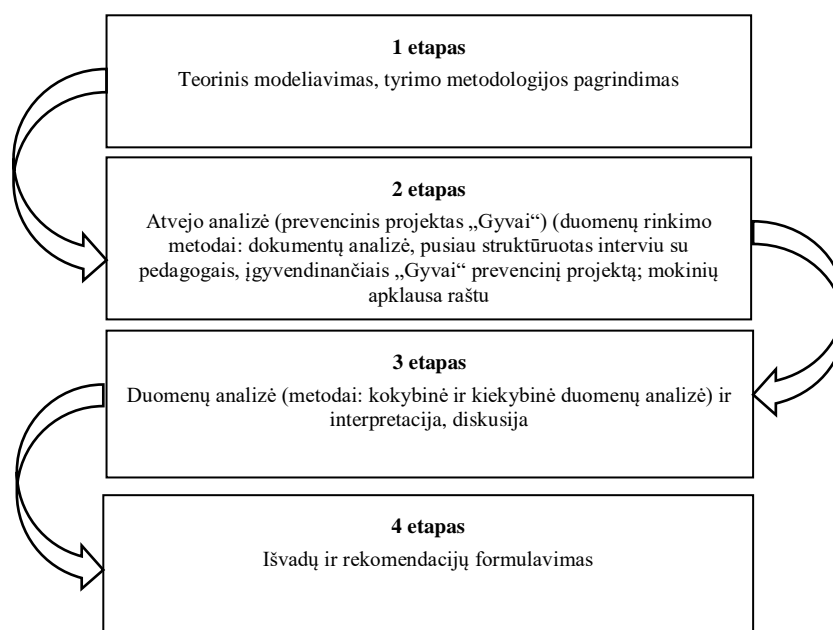 1 etapas
Teorinis modeliavimas, tyrimo metodologijos pagrindimas
2 etapas
Atvejo analizė (prevencinis projektas „Gyvai“) (duomenų rinkimo
metodai: dokumentų analizė, pusiau struktūruotas interviu su
pedagogais, įgyvendinančiais „Gyvai“ prevencinį projektą; mokinių
apklausa raštu
3 etapas
Duomenų analizė (metodai: kokybinė ir kiekybinė duomenų analizė) ir
interpretacija, diskusija
4 etapas
Išvadų ir rekomendacijų formulavimas